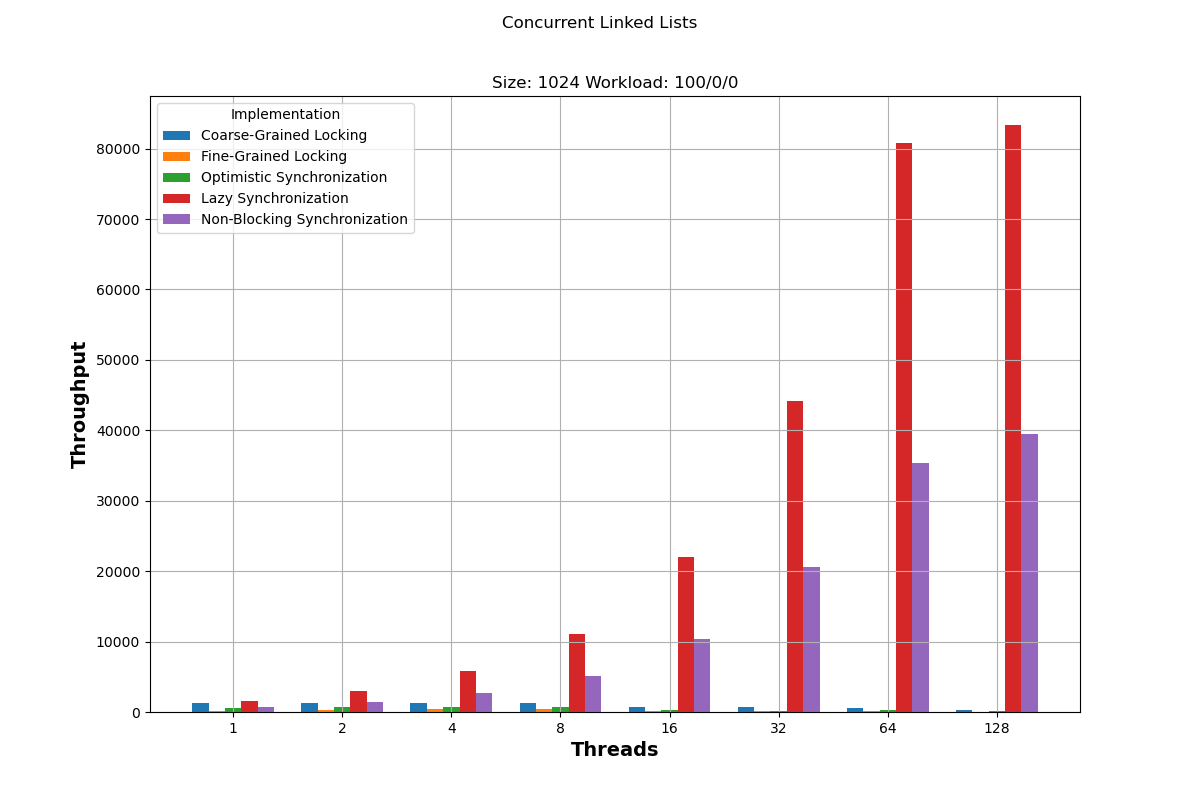 Concurrent Linked Lists
Size: 1024 Workload: 100/0/0
Implementation
Coarse-Grained Locking
Fine-Grained Locking
Optimistic Synchronization
Lazy Synchronization
Non-Blocking Synchronization
80000
70000
60000
50000
40000
30000
20000
10000
0
Throughput
1 2 4 8 16 32 64 128
Threads